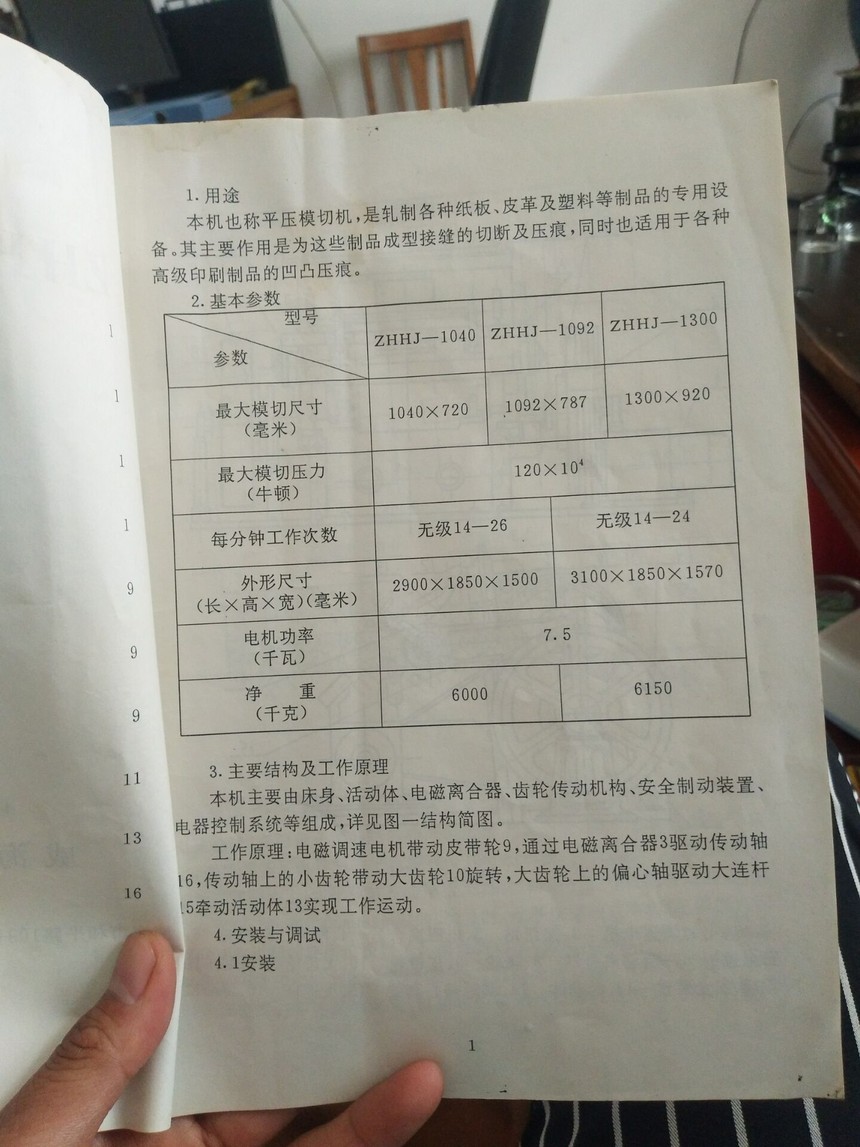 1
1
1
1
9
9
9
11
13
16
1.用途
本机也称平压模切机,是轧制各种纸板、皮革及塑料等制品的专用设
备。其主要作用是为这些制品成型接缝的切断及压痕,同时也适用于各种
高级印刷制品的凹凸压痕。
2.基本参数
型号
参数
ZHHJ—1040 ZHHJ—1092 ZHHJ—1300
最大模切尺寸
(毫米)
1040×720 1092×787 1300×920
最大模切压力
(牛顿)
120×10⁴
每分钟工作次数 无级14—26 无级14—24
外形尺寸
(长×高×宽)(毫米)
2900×1850×1500 3100×1850×1570
电机功率
(千瓦)
7.5
净 重
(千克)
6000 6150
3.主要结构及工作原理
本机主要由床身、活动体、电磁离合器、齿轮传动机构、安全制动装置、
电器控制系统等组成,详见图一结构简图。
工作原理:电磁调速电机带动皮带轮9,通过电磁离合器3驱动传动轴
16,传动轴上的小齿轮带动大齿轮10旋转,大齿轮上的偏心轴驱动大连杆
15牵动活动体13实现工作运动。
4.安装与调试
4.1安装
1